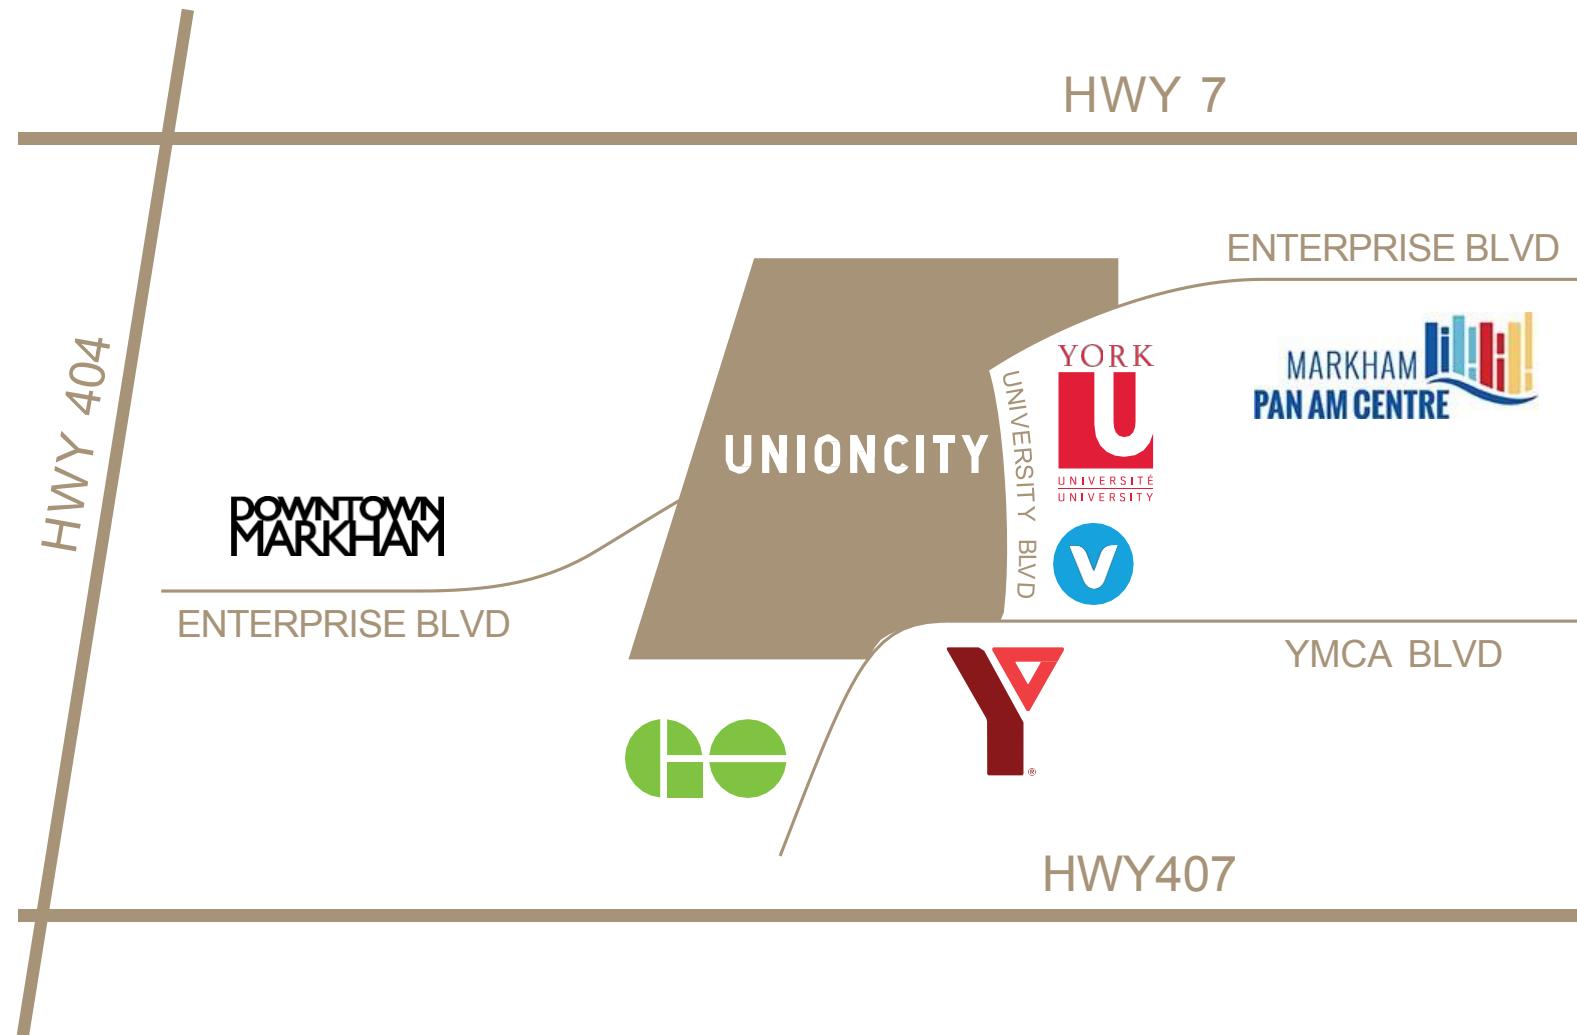 HWY 7
ENTERPRISE BLVD
HWY 404
MARKHAM
PAN AM CENTRE
YORK
U
UNIVERSITÉ
UNIVERSITY
UNIVERSITY BLVD
UNIONCITY
DOWNTOWN
MARKHAM
V
ENTERPRISE BLVD
YMCA BLVD
Y
®
GO
HWY407